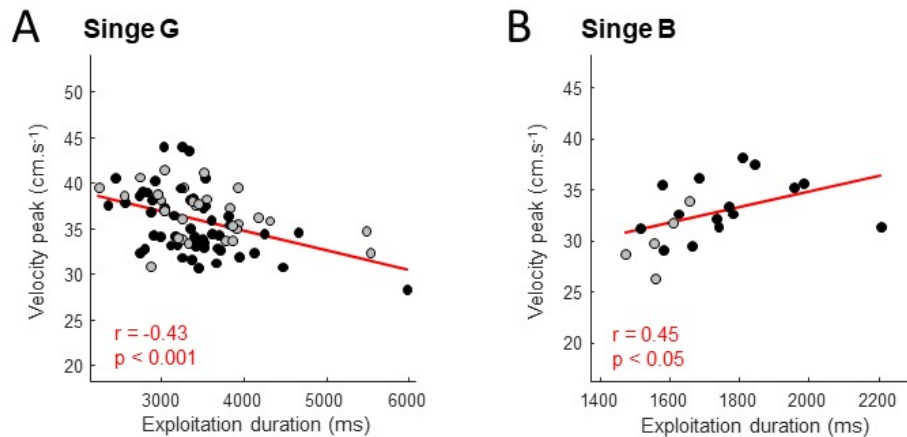 A Singe G
Velocity peak (cm.s-1)
50
45
40
35
30
25
20
r = -0.43
p < 0.001
3000 4000 5000 6000
Exploitation duration (ms)
B Singe B
Velocity peak (cm.s-1)
45
40
35
30
25
20
r = 0.45
p < 0.05
1400 1600 1800 2000 2200
Exploitation duration (ms)